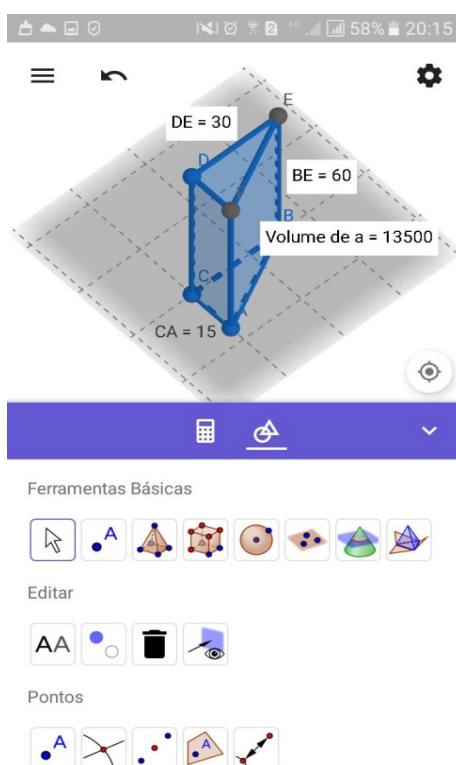 58% 20:15
E
DE = 30
D
BE = 60
B
Volume de a = 13500
C
A
CA = 15
Ferramentas Básicas
A
Editar
AA
Pontos
A
A